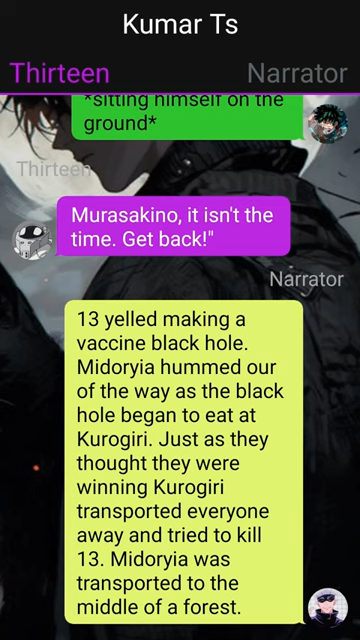 Kumar Ts
Thirteen
Narrator
*sitting himself on the
ground*
Thirteen
Murasakino, it isn't the
time. Get back!"
Narrator
13 yelled making a
vaccine black hole.
Midoryia hummed our
of the way as the black
hole began to eat at
Kurogiri. Just as they
thought they were
winning Kurogiri
transported everyone
away and tried to kill
13. Midoryia was
transported to the
middle of a forest.